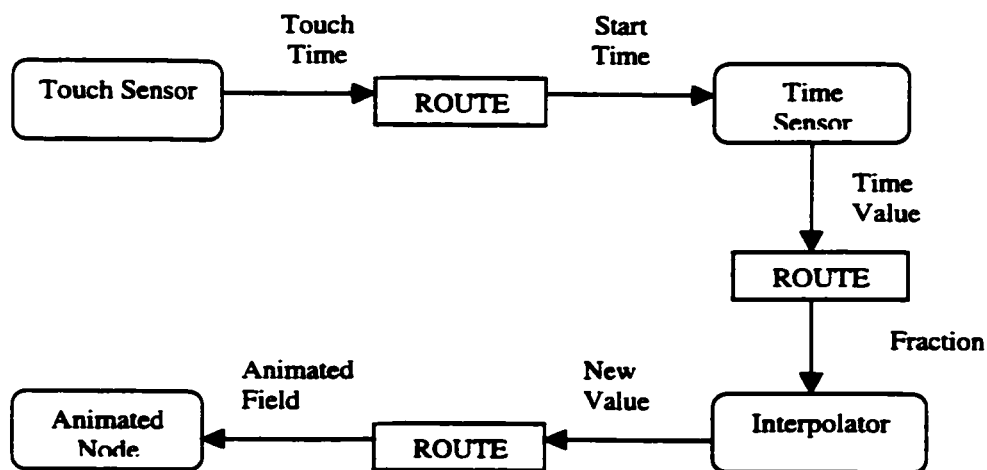 Touch
Time
Start
Time
Touch Sensor
ROUTE
Time
Sensor
Time
Value
ROUTE
Fraction
Animated
Field
New
Value
Animated
Node
ROUTE
Interpolator